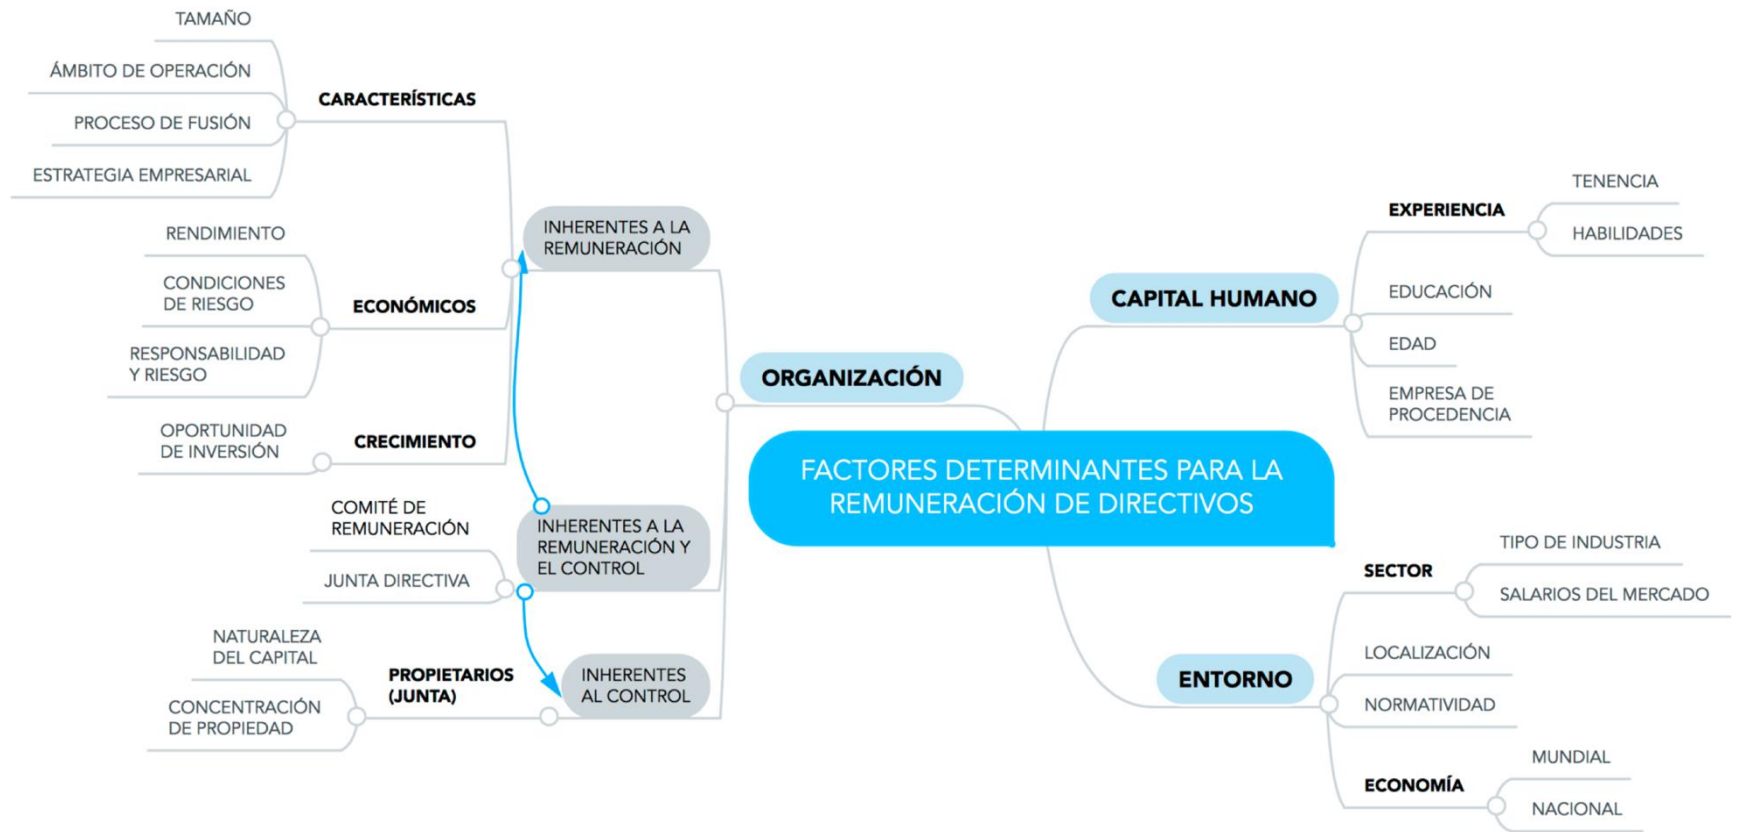 TAMAÑO
ÁMBITO DE OPERACIÓN
PROCESO DE FUSIÓN
ESTRATEGIA EMPRESARIAL
CARACTERÍSTICAS
RENDIMIENTO
CONDICIONES
DE RIESGO
RESPONSABILIDAD
Y RIESGO
ECONÓMICOS
OPORTUNIDAD
DE INVERSIÓN
CRECIMIENTO
INHERENTES A LA
REMUNERACIÓN
COMITÉ DE
REMUNERACIÓN
JUNTA DIRECTIVA
INHERENTES A LA
REMUNERACIÓN Y
EL CONTROL
NATURALEZA
DEL CAPITAL
CONCENTRACIÓN
DE PROPIEDAD
PROPIETARIOS
(JUNTA)
INHERENTES
AL CONTROL
ORGANIZACIÓN
FACTORES DETERMINANTES PARA LA
REMUNERACIÓN DE DIRECTIVOS
CAPITAL HUMANO
EXPERIENCIA
TENENCIA
HABILIDADES
EDUCACIÓN
EDAD
EMPRESA DE
PROCEDENCIA
ENTORNO
SECTOR
TIPO DE INDUSTRIA
SALARIOS DEL MERCADO
LOCALIZACIÓN
NORMATIVIDAD
ECONOMÍA
MUNDIAL
NACIONAL